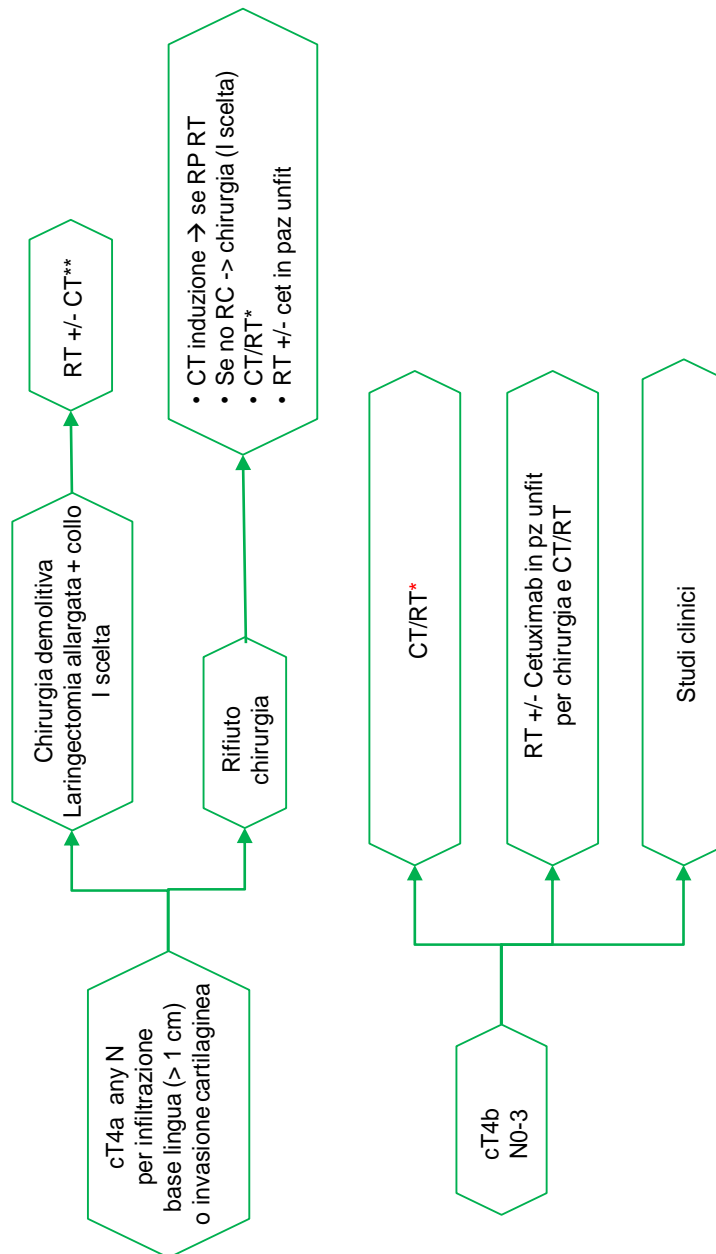 cT4a any N
per infiltrazione
base lingua (> 1 cm)
o invasione cartilaginea
Chirurgia demolitiva
Laringectomia allargata + collo
I scelta
RT +/- CT**
Rifiuto
chirurgia
• CT induzione → se RP RT
• Se no RC -> chirurgia (I scelta)
• CT/RT*
• RT +/- cet in paz unfit
cT4b
N0-3
CT/RT*
RT +/- Cetuximab in pz unfit
per chirurgia e CT/RT
Studi clinici